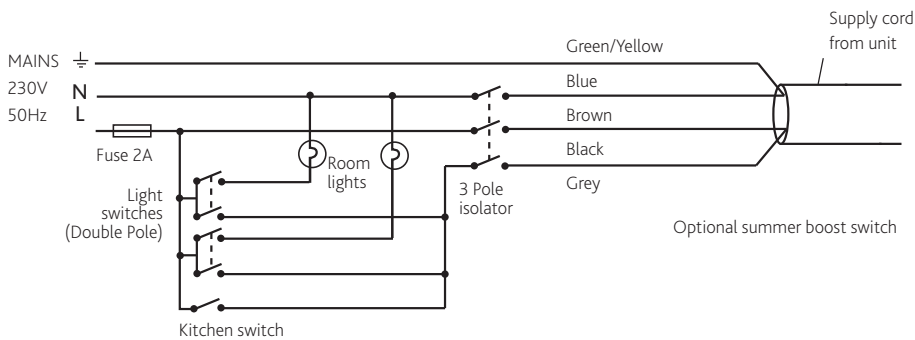 Supply cord
from unit
Green/Yellow
MAINS
230V
50Hz
N
L
Blue
Brown
Black
Grey
Fuse 2A
Room
lights
Light
switches
(Double Pole)
3 Pole
isolator
Optional summer boost switch
Kitchen switch